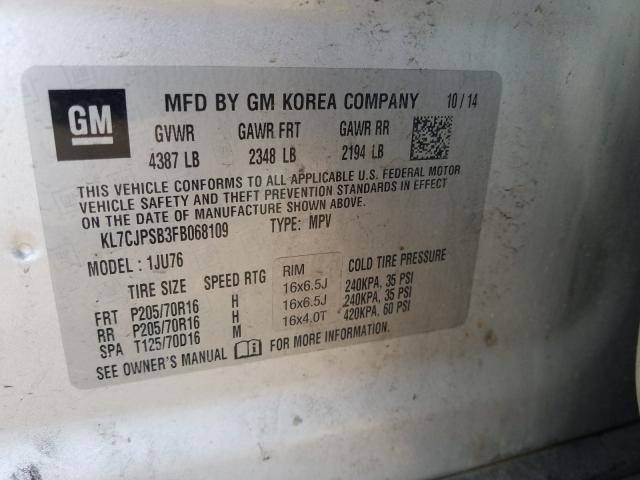 GM
MFD BY GM KOREA COMPANY 10/14
GVWR GAWR FRT GAWR RR
4387 LB 2348 LB 2194 LB
THIS VEHICLE CONFORMS TO ALL APPLICABLE U.S. FEDERAL MOTOR
VEHICLE SAFETY AND THEFT PREVENTION STANDARDS IN EFFECT
ON THE DATE OF MANUFACTURE SHOWN ABOVE.
KL7CJPSB3FB068109 TYPE: MPV
MODEL: 1JU76
TIRE SIZE SPEED RTG RIM COLD TIRE PRESSURE
FRT P205/70R16 H 16x6.5J 240KPA, 35 PSI
RR P205/70R16 H 16x6.5J 240KPA, 35 PSI
SPA T125/70D16 M 16x4.0T 420KPA, 60 PSI
SEE OWNER'S MANUAL FOR MORE INFORMATION.